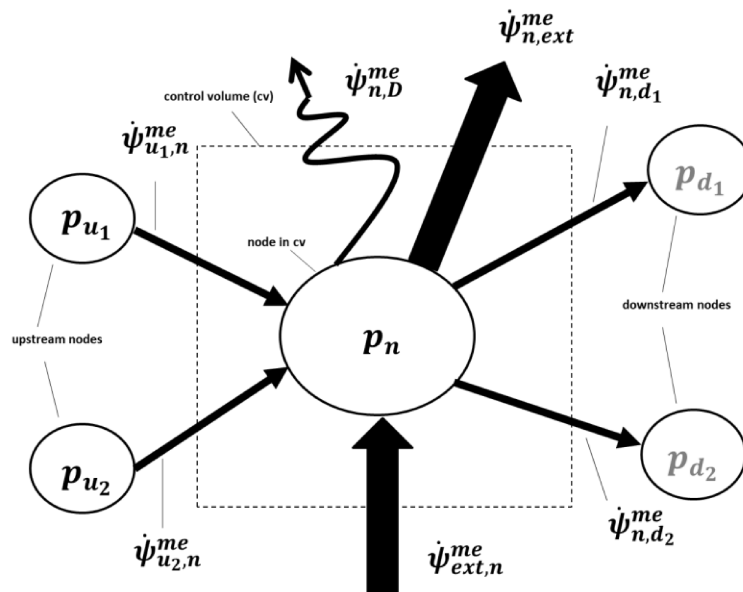 ψ̇ᵐᵉₙ,ₑₓₜ
ψ̇^{me}_{n,D}
ψ̇^{me}_{n,d_1}
control volume (cv)
ψ̇^{me}_{u_1,n}
p_{d_1}
p_{u_1}
node in cv
upstream nodes
p_n
downstream nodes
p_{u_2}
p_{d_2}
ψ̇^{me}_{u_2,n}
ψ̇^{me}_{ext,n}
ψ̇^{me}_{n,d_2}